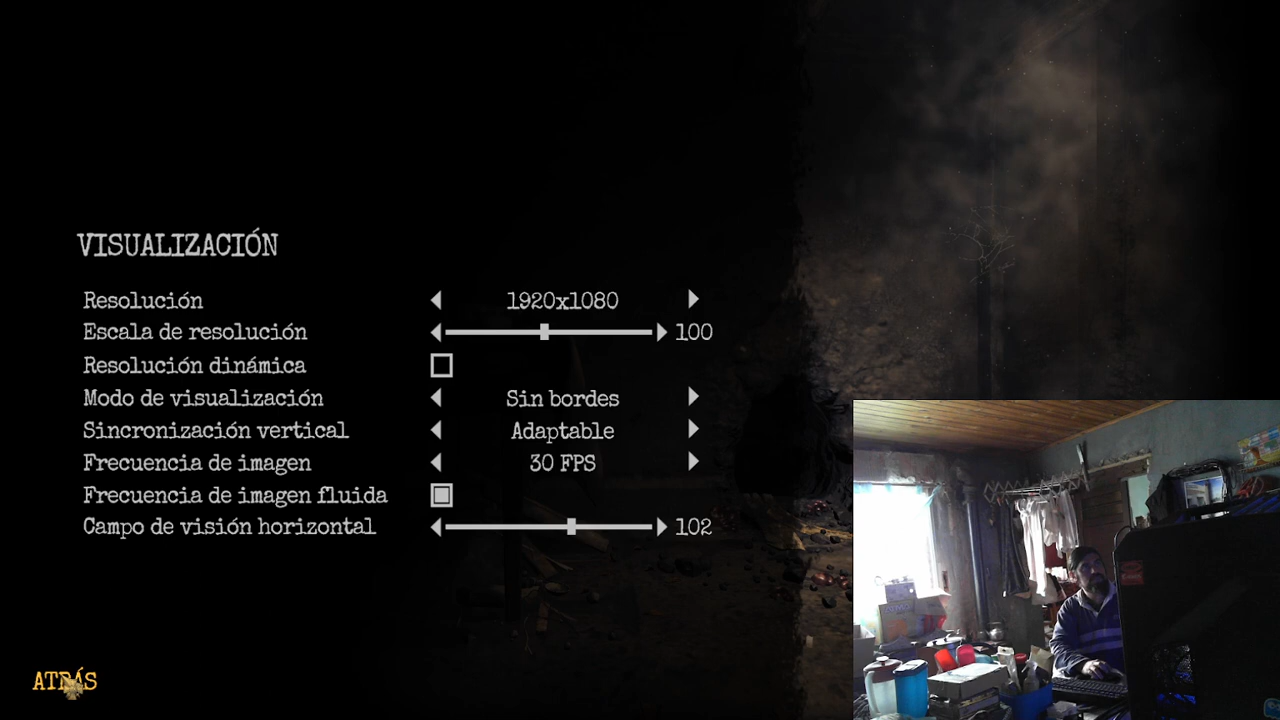 VISUALIZACIÓN
Resolución 1920x1080
Escala de resolución 100
Resolución dinámica
Modo de visualización Sin bordes
Sincronización vertical Adaptable
Frecuencia de imagen 30 FPS
Frecuencia de imagen fluida
Campo de visión horizontal 102
ATRÁS